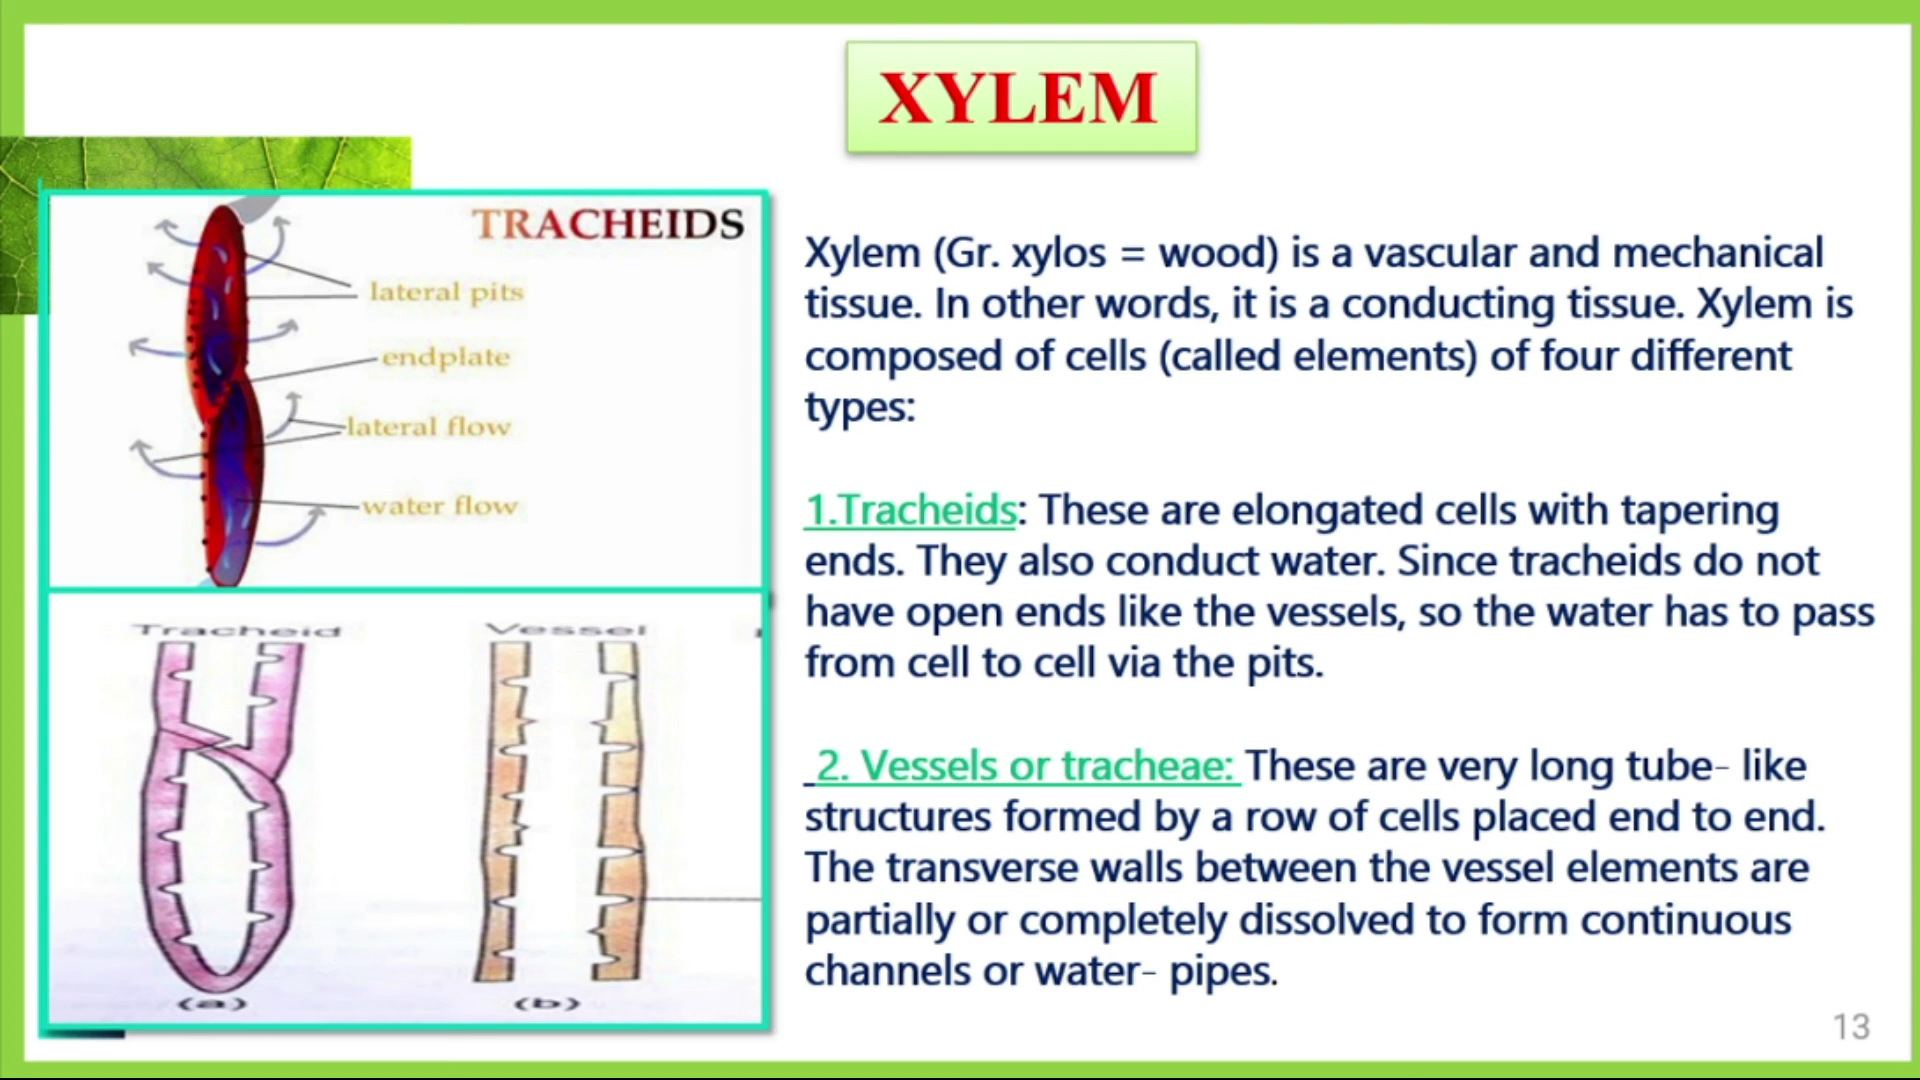 XYLEM
TRACHEIDS
lateral pits
endplate
lateral flow
water flow
Tracheid
Vessel
(a)
(b)
Xylem (Gr. xylos = wood) is a vascular and mechanical
tissue. In other words, it is a conducting tissue. Xylem is
composed of cells (called elements) of four different
types:
1.Tracheids: These are elongated cells with tapering
ends. They also conduct water. Since tracheids do not
have open ends like the vessels, so the water has to pass
from cell to cell via the pits.
2. Vessels or tracheae: These are very long tube- like
structures formed by a row of cells placed end to end.
The transverse walls between the vessel elements are
partially or completely dissolved to form continuous
channels or water- pipes.
13